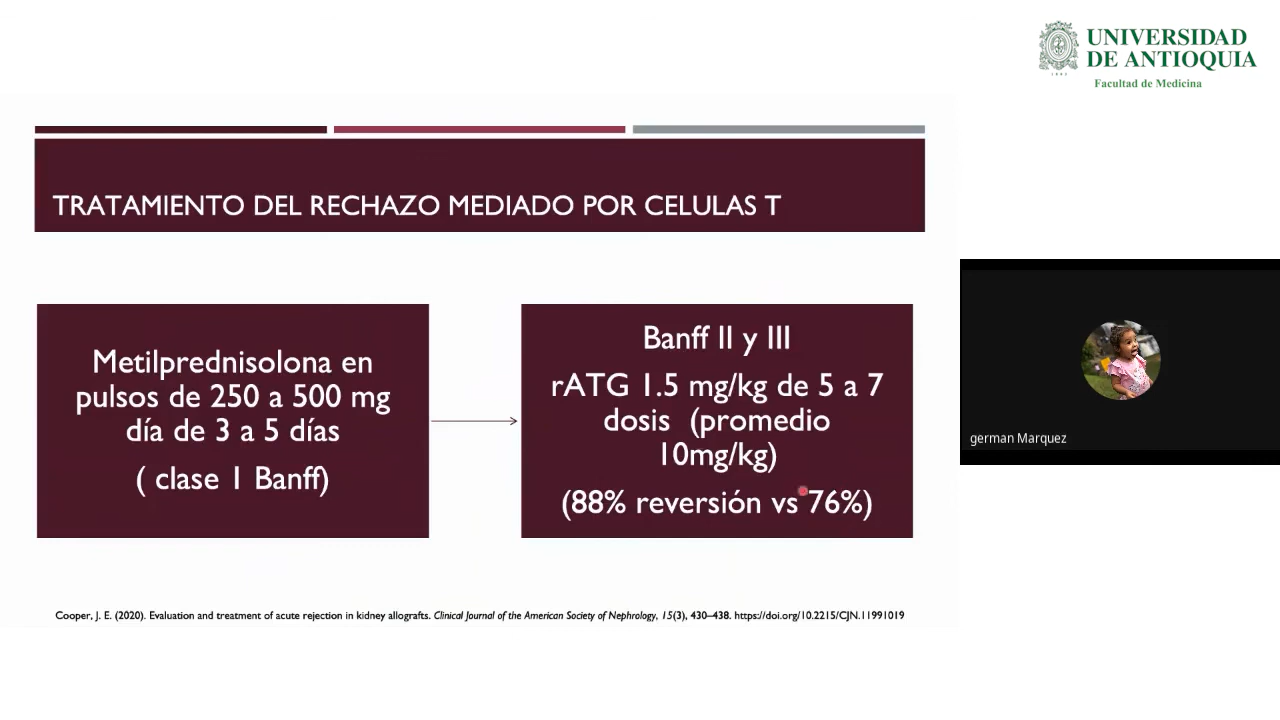 UNIVERSIDAD
DE ANTIOQUIA
1803
Facultad de Medicina
TRATAMIENTO DEL RECHAZO MEDIADO POR CELULAS T
Metilprednisolona en
pulsos de 250 a 500 mg
día de 3 a 5 días
( clase 1 Banff)
Banff II y III
rATG 1.5 mg/kg de 5 a 7
dosis (promedio
10mg/kg)
(88% reversión vs 76%)
german Marquez
Cooper, J. E. (2020). Evaluation and treatment of acute rejection in kidney allografts. Clinical Journal of the American Society of Nephrology, 15(3), 430–438. https://doi.org/10.2215/CJN.11991019